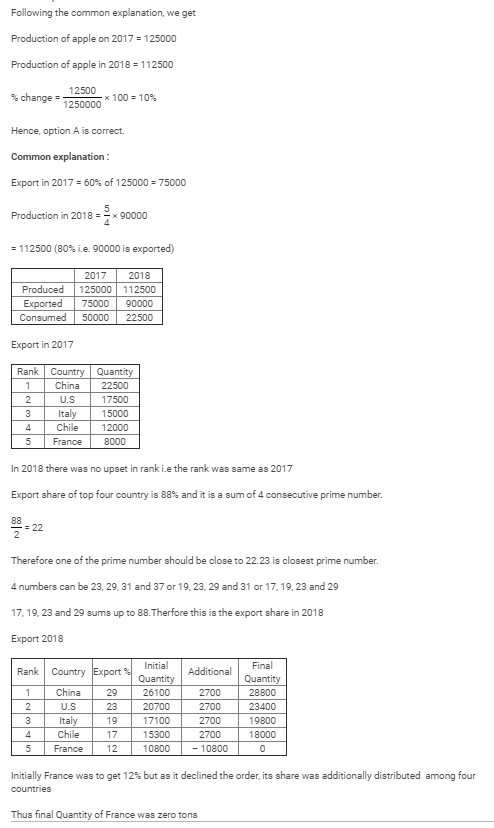 Following the common explanation, we get
Production of apple on 2017 = 125000
Production of apple in 2018 = 112500
% change = 12500/1250000 × 100 = 10%
Hence, option A is correct.
Common explanation :
Export in 2017 = 60% of 125000 = 75000
Production in 2018 = 5/4 × 90000
= 112500 (80% i.e. 90000 is exported)
2017 2018
Produced 125000 112500
Exported 75000 90000
Consumed 50000 22500
Export in 2017
Rank Country Quantity
1 China 22500
2 U.S 17500
3 Italy 15000
4 Chile 12000
5 France 8000
In 2018 there was no upset in rank i.e the rank was same as 2017
Export share of top four country is 88% and it is a sum of 4 consecutive prime number.
88/2 = 22
Therefore one of the prime number should be close to 22.23 is closest prime number.
4 numbers can be 23, 29, 31 and 37 or 19, 23, 29 and 31 or 17, 19, 23 and 29
17, 19, 23 and 29 sums up to 88.Therfore this is the export share in 2018
Export 2018
Rank Country Export % Initial Quantity Additional Final Quantity
1 China 29 26100 2700 28800
2 U.S 23 20700 2700 23400
3 Italy 19 17100 2700 19800
4 Chile 17 15300 2700 18000
5 France 12 10800 – 10800 0
Initially France was to get 12% but as it declined the order, its share was additionally distributed among four
countries
Thus final Quantity of France was zero tons